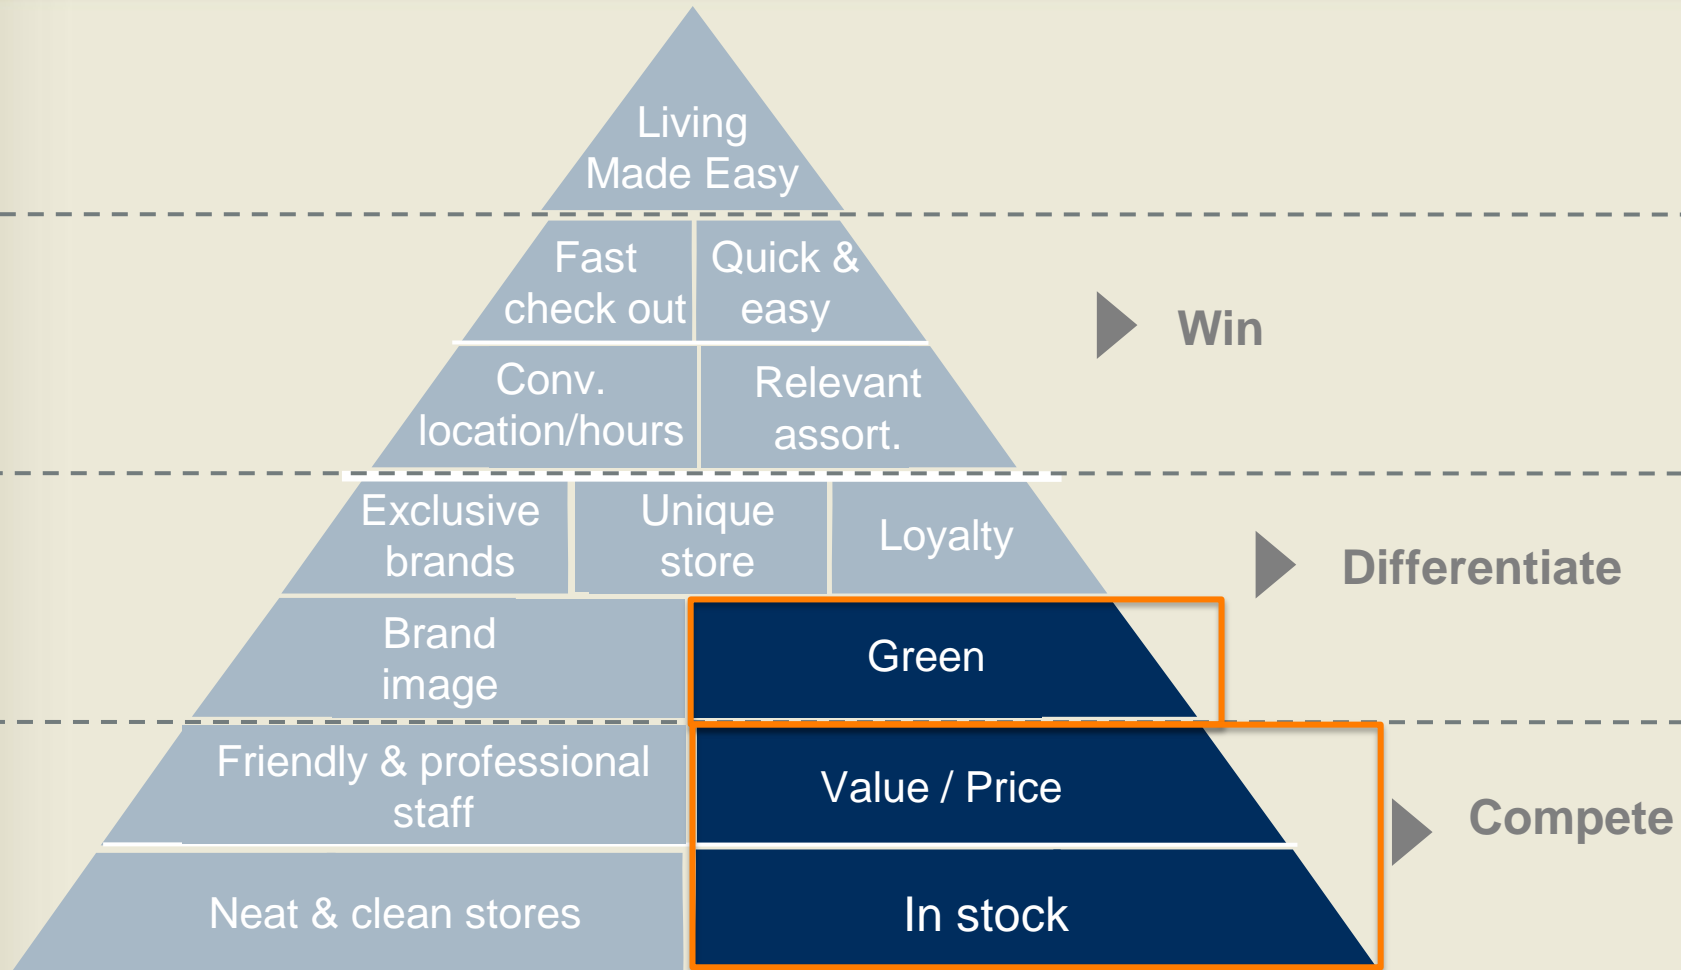 Living
Made Easy
Fast
check out
Quick &
easy
Win
Conv.
location/hours
Relevant
assort.
Exclusive
brands
Unique
store
Loyalty
Differentiate
Brand
image
Green
Friendly & professional
staff
Value / Price
Compete
Neat & clean stores
In stock